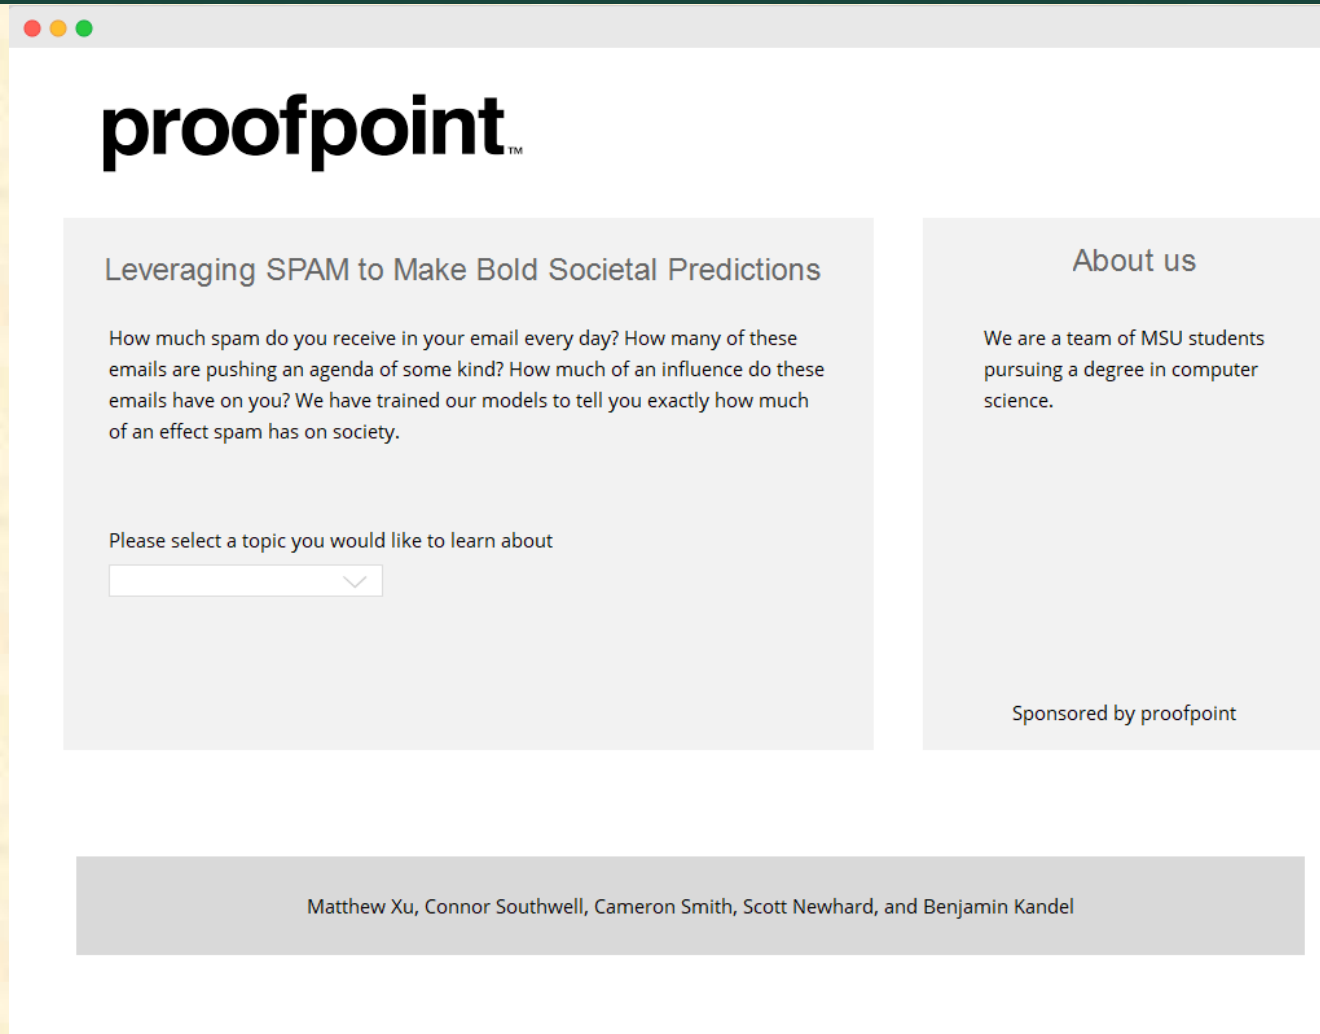 proofpoint™
Leveraging SPAM to Make Bold Societal Predictions
How much spam do you receive in your email every day? How many of these
emails are pushing an agenda of some kind? How much of an influence do these
emails have on you? We have trained our models to tell you exactly how much
of an effect spam has on society.
Please select a topic you would like to learn about
About us
We are a team of MSU students
pursuing a degree in computer
science.
Sponsored by proofpoint
Matthew Xu, Connor Southwell, Cameron Smith, Scott Newhard, and Benjamin Kandel